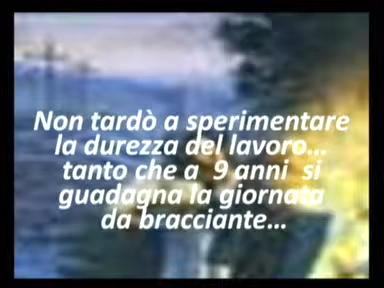 Non tardò a sperimentare
la durezza del lavoro...
tanto che a 9 anni si
guadagna la giornata
da bracciante...